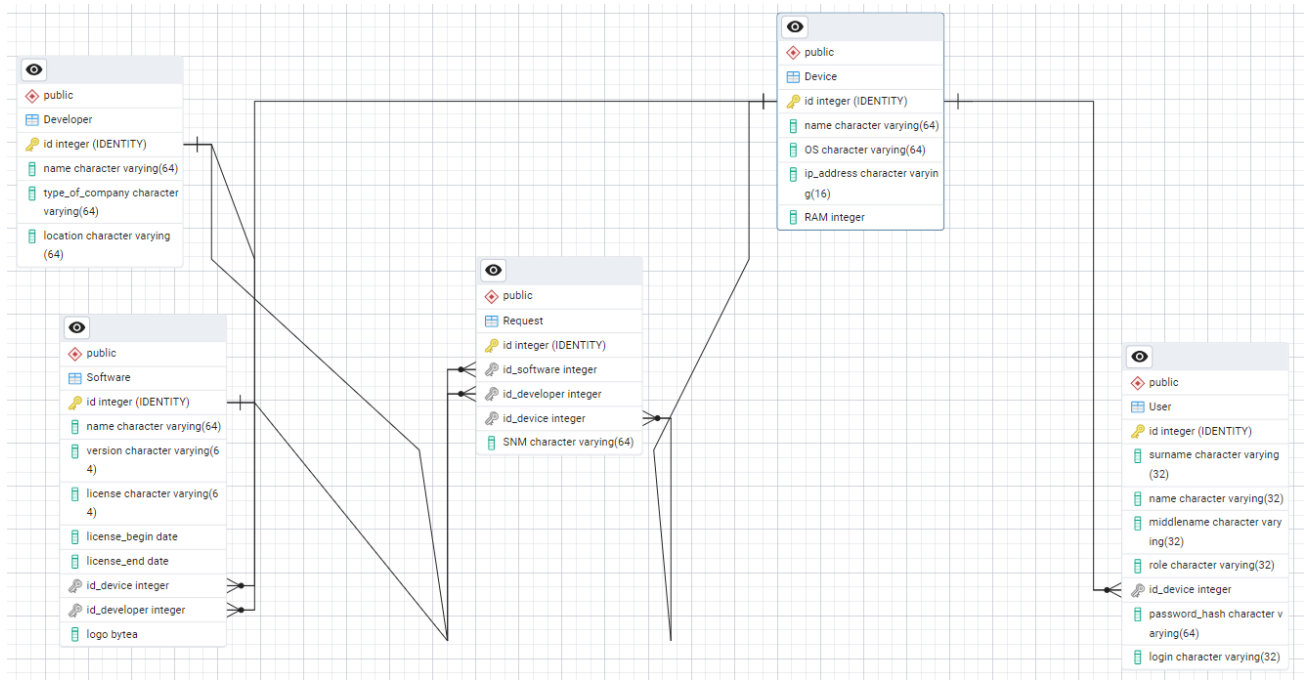 public
Developer
id integer (IDENTITY)
name character varying(64)
type_of_company character
varying(64)
location character varying
(64)
public
Device
id integer (IDENTITY)
name character varying(64)
OS character varying(64)
ip_address character varyin
g(16)
RAM integer
public
Request
id integer (IDENTITY)
id_software integer
id_developer integer
id_device integer
SNM character varying(64)
public
Software
id integer (IDENTITY)
name character varying(64)
version character varying(6
4)
license character varying(6
4)
license_begin date
license_end date
id_device integer
id_developer integer
logo bytea
public
User
id integer (IDENTITY)
surname character varying
(32)
name character varying(32)
middlename character vary
ing(32)
role character varying(32)
id_device integer
password_hash character v
arying(64)
login character varying(32)